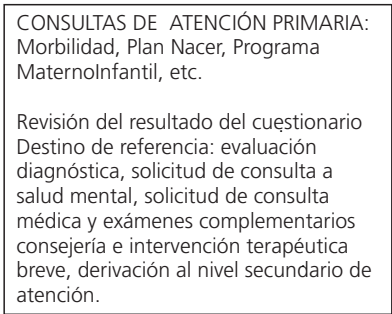 CONSULTAS DE ATENCIÓN PRIMARIA:
Morbilidad, Plan Nacer, Programa
MaternoInfantil, etc.
Revisión del resultado del cuestionario
Destino de referencia: evaluación
diagnóstica, solicitud de consulta a
salud mental, solicitud de consulta
médica y exámenes complementarios
consejería e intervención terapéutica
breve, derivación al nivel secundario de
atención.